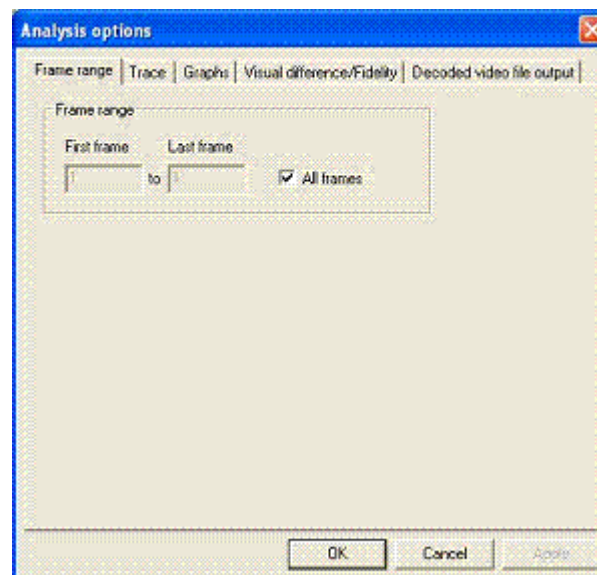 Analysis options
Frame range Trace Graphs Visual difference/Fidelity Decoded video file output
Frame range
First frame Last frame
1 to All frames
OK Cancel Apply